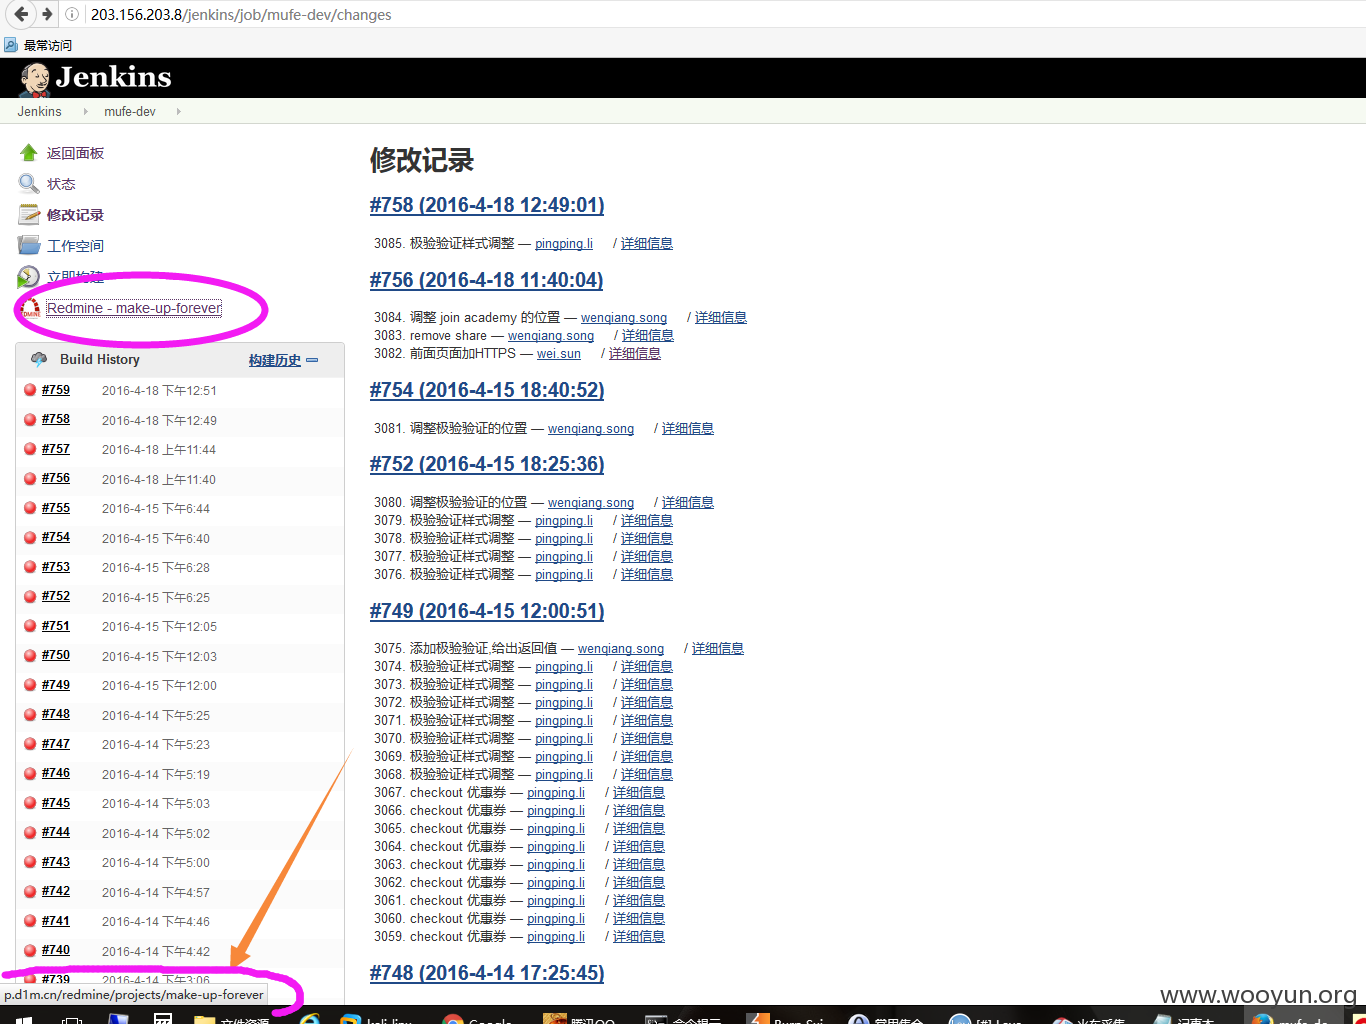 203.156.203.8/jenkins/job/mufe-dev/changes
最常访问
Jenkins
Jenkins mufe-dev
返回面板
状态
修改记录
工作空间
立即构建
Redmine - make-up-forever
Build History 构建历史
#759 2016-4-18 下午12:51
#758 2016-4-18 下午12:49
#757 2016-4-18 上午11:44
#756 2016-4-18 上午11:40
#755 2016-4-15 下午6:44
#754 2016-4-15 下午6:40
#753 2016-4-15 下午6:28
#752 2016-4-15 下午6:25
#751 2016-4-15 下午12:05
#750 2016-4-15 下午12:03
#749 2016-4-15 下午12:00
#748 2016-4-14 下午5:25
#747 2016-4-14 下午5:23
#746 2016-4-14 下午5:19
#745 2016-4-14 下午5:03
#744 2016-4-14 下午5:02
#743 2016-4-14 下午5:00
#742 2016-4-14 下午4:57
#741 2016-4-14 下午4:46
#740 2016-4-14 下午4:42
#739 2016-4-14 下午3:06
p.d1m.cn/redmine/projects/make-up-forever
修改记录
#758 (2016-4-18 12:49:01)
3085. 极验验证样式调整 — pingping.li / 详细信息
#756 (2016-4-18 11:40:04)
3084. 调整 join academy 的位置 — wenqiang.song / 详细信息
3083. remove share — wenqiang.song / 详细信息
3082. 前面页面加HTTPS — wei.sun / 详细信息
#754 (2016-4-15 18:40:52)
3081. 调整极验验证的位置 — wenqiang.song / 详细信息
#752 (2016-4-15 18:25:36)
3080. 调整极验验证的位置 — wenqiang.song / 详细信息
3079. 极验验证样式调整 — pingping.li / 详细信息
3078. 极验验证样式调整 — pingping.li / 详细信息
3077. 极验验证样式调整 — pingping.li / 详细信息
3076. 极验验证样式调整 — pingping.li / 详细信息
#749 (2016-4-15 12:00:51)
3075. 添加极验验证,给出返回值 — wenqiang.song / 详细信息
3074. 极验验证样式调整 — pingping.li / 详细信息
3073. 极验验证样式调整 — pingping.li / 详细信息
3072. 极验验证样式调整 — pingping.li / 详细信息
3071. 极验验证样式调整 — pingping.li / 详细信息
3070. 极验验证样式调整 — pingping.li / 详细信息
3069. 极验验证样式调整 — pingping.li / 详细信息
3068. 极验验证样式调整 — pingping.li / 详细信息
3067. checkout 优惠券 — pingping.li / 详细信息
3066. checkout 优惠券 — pingping.li / 详细信息
3065. checkout 优惠券 — pingping.li / 详细信息
3064. checkout 优惠券 — pingping.li / 详细信息
3063. checkout 优惠券 — pingping.li / 详细信息
3062. checkout 优惠券 — pingping.li / 详细信息
3061. checkout 优惠券 — pingping.li / 详细信息
3060. checkout 优惠券 — pingping.li / 详细信息
3059. checkout 优惠券 — pingping.li / 详细信息
#748 (2016-4-14 17:25:45)
www.wooyun.org